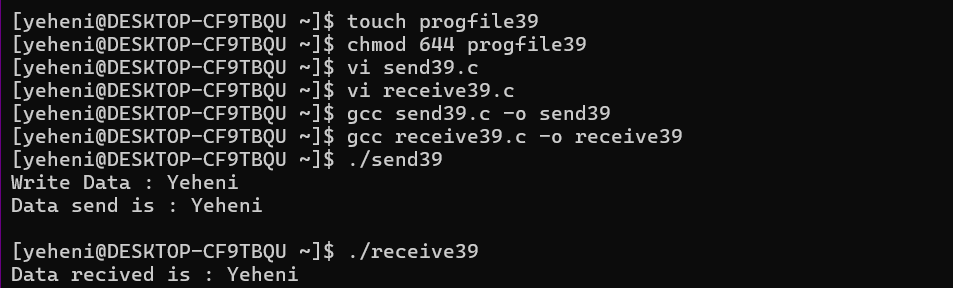 [yeheni@DESKTOP-CF9TBQU ~]$ touch progfile39
[yeheni@DESKTOP-CF9TBQU ~]$ chmod 644 progfile39
[yeheni@DESKTOP-CF9TBQU ~]$ vi send39.c
[yeheni@DESKTOP-CF9TBQU ~]$ vi receive39.c
[yeheni@DESKTOP-CF9TBQU ~]$ gcc send39.c -o send39
[yeheni@DESKTOP-CF9TBQU ~]$ gcc receive39.c -o receive39
[yeheni@DESKTOP-CF9TBQU ~]$ ./send39
Write Data : Yeheni
Data send is : Yeheni
[yeheni@DESKTOP-CF9TBQU ~]$ ./receive39
Data recived is : Yeheni